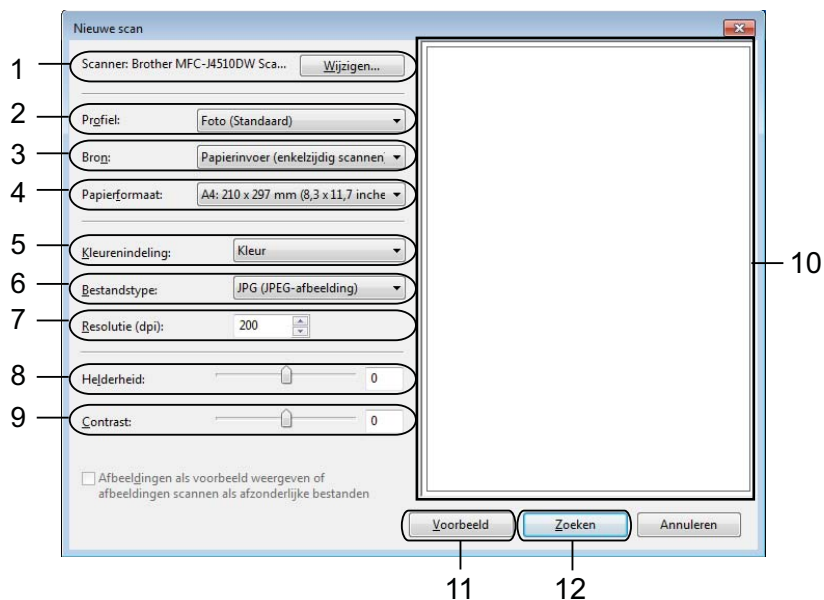 Nieuwe scan
1 Scanner: Brother MFC-J4510DW Sca... Wijzigen...
2 Profiel: Foto (Standaard)
3 Bron: Papierinvoer (enkelzijdig scannen)
4 Papierformaat: A4: 210 x 297 mm (8,3 x 11,7 inche
5 Kleurenindeling: Kleur
10
6 Bestandstype: JPG (JPEG-afbeelding)
7 Resolutie (dpi): 200
8 Helderheid: 0
9 Contrast: 0
Afbeeldingen als voorbeeld weergeven of
afbeeldingen scannen als afzonderlijke bestanden
Voorbeeld Zoeken Annuleren
11 12